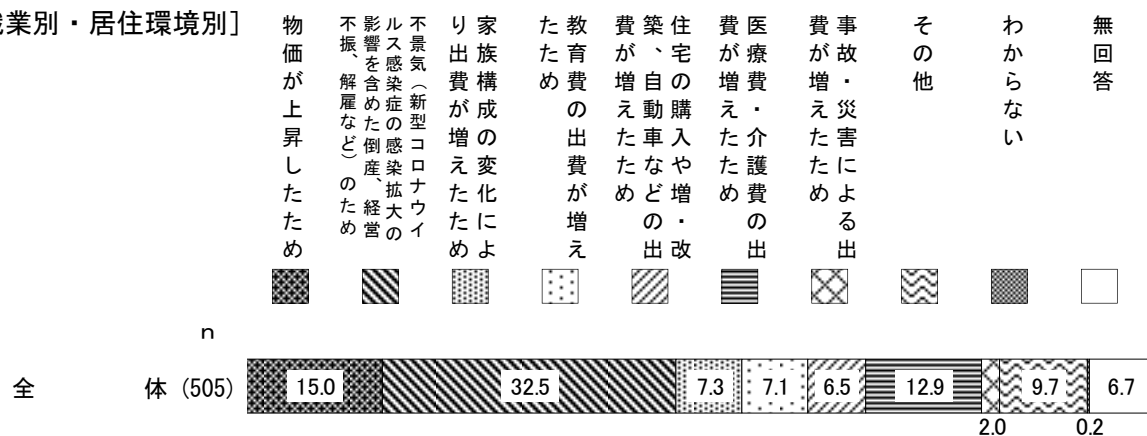 業別・居住環境別]
物価が上昇したため
不景気（新型コロナウイ
ルス感染症の感染拡大の
影響を含めた倒産、経営
不振、解雇など）のため
家族構成の変化によ
り出費が増えたため
教育費の出費が増え
たため
住宅の購入や増・改
築、自動車などの出
費が増えたため
医療費・介護費の出
費が増えたため
事故・災害による出
費が増えたため
その他
わからない
無回答
n
全 体 (505) 15.0 32.5 7.3 7.1 6.5 12.9 9.7 6.7
2.0 0.2